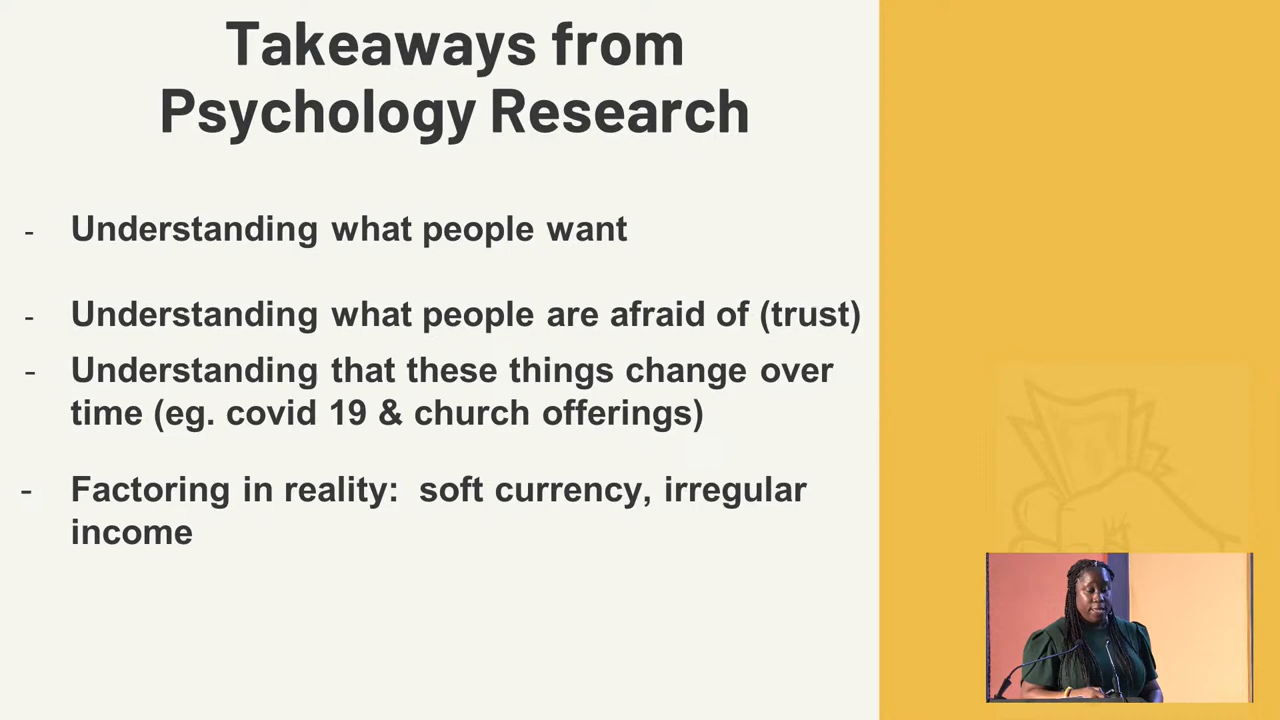 Takeaways from
Psychology Research
- Understanding what people want
- Understanding what people are afraid of (trust)
- Understanding that these things change over
time (eg. covid 19 & church offerings)
- Factoring in reality:  soft currency, irregular
income